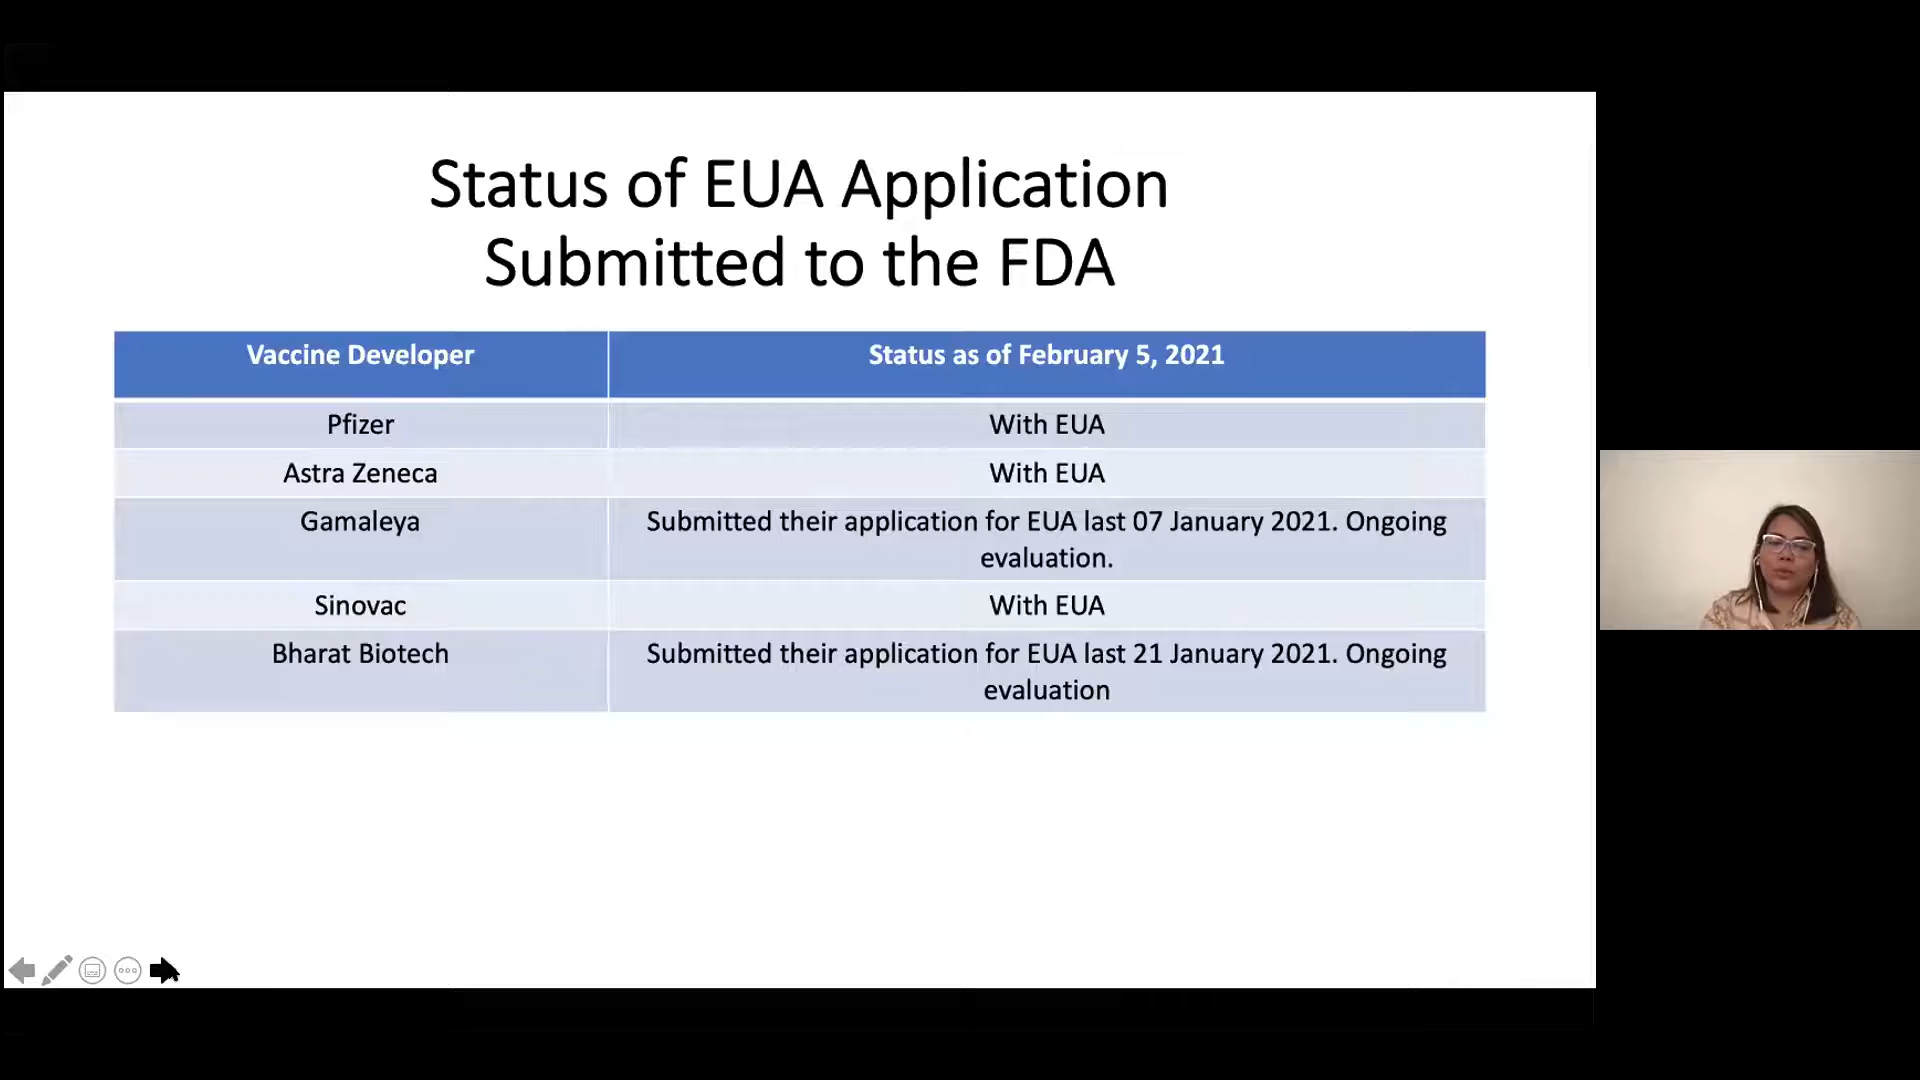 Status of EUA Application
Submitted to the FDA
Vaccine Developer
Status as of February 5, 2021
Pfizer
With EUA
Astra Zeneca
With EUA
Gamaleya
Submitted their application for EUA last 07 January 2021. Ongoing
evaluation.
Sinovac
With EUA
Bharat Biotech
Submitted their application for EUA last 21 January 2021. Ongoing
evaluation